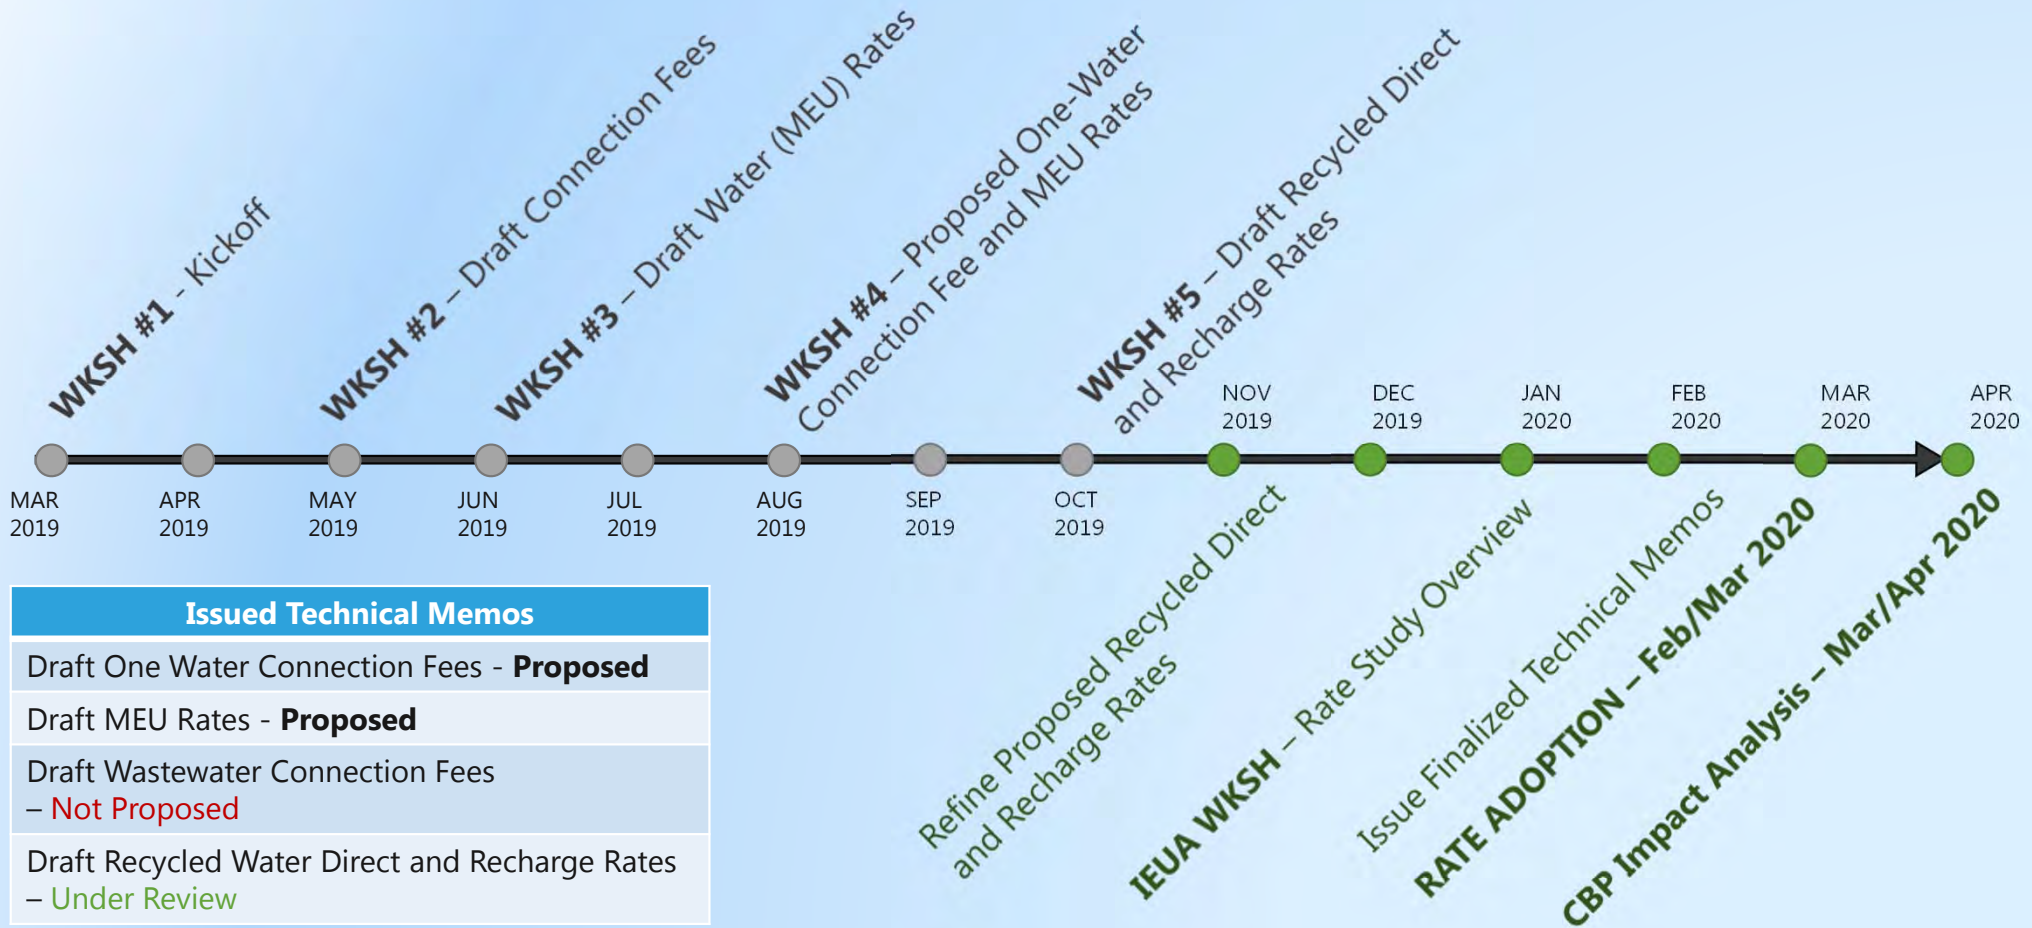 WKSH #1 - Kickoff
WKSH #2 – Draft Connection Fees
WKSH #3 – Draft Water (MEU) Rates
WKSH #4 – Proposed One-Water
Connection Fee and MEU Rates
WKSH #5 – Draft Recycled Direct
and Recharge Rates
MAR
2019
APR
2019
MAY
2019
JUN
2019
JUL
2019
AUG
2019
SEP
2019
OCT
2019
NOV
2019
DEC
2019
JAN
2020
FEB
2020
MAR
2020
APR
2020
Refine Proposed Recycled Direct
and Recharge Rates
IEUA WKSH – Rate Study Overview
Issue Finalized Technical Memos
RATE ADOPTION – Feb/Mar 2020
CBP Impact Analysis – Mar/Apr 2020
Issued Technical Memos
Draft One Water Connection Fees - Proposed
Draft MEU Rates - Proposed
Draft Wastewater Connection Fees
– Not Proposed
Draft Recycled Water Direct and Recharge Rates
– Under Review